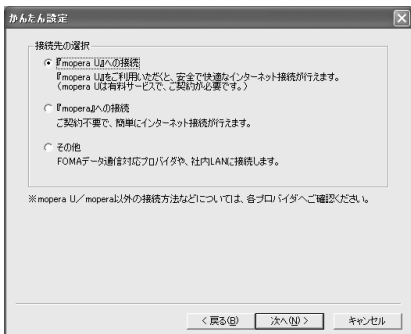 かんたん設定
接続先の選択
『mopera U』への接続
『mopera U』をご利用いただくと、安全で快適なインターネット接続が行えます。
(mopera Uは有料サービスで、ご契約が必要です。)
『mopera』への接続
ご契約不要で、簡単にインターネット接続が行えます。
その他
FOMAデータ通信対応プロバイダや、社内LANに接続します。
※mopera U/mopera以外の接続方法などについては、各プロバイダへご確認ください。
< 戻る(B)
次へ(N) >
キャンセル